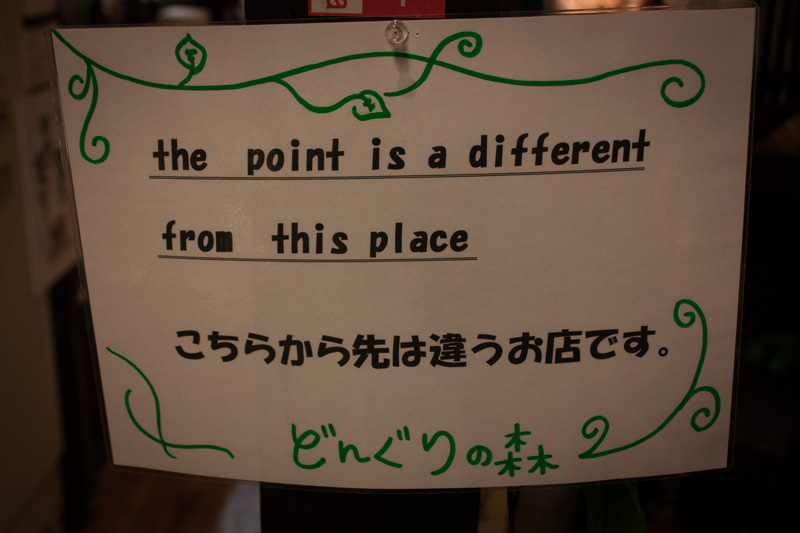 the point is a different
from this place
こちらから先は違うお店です。
どんぐりの森